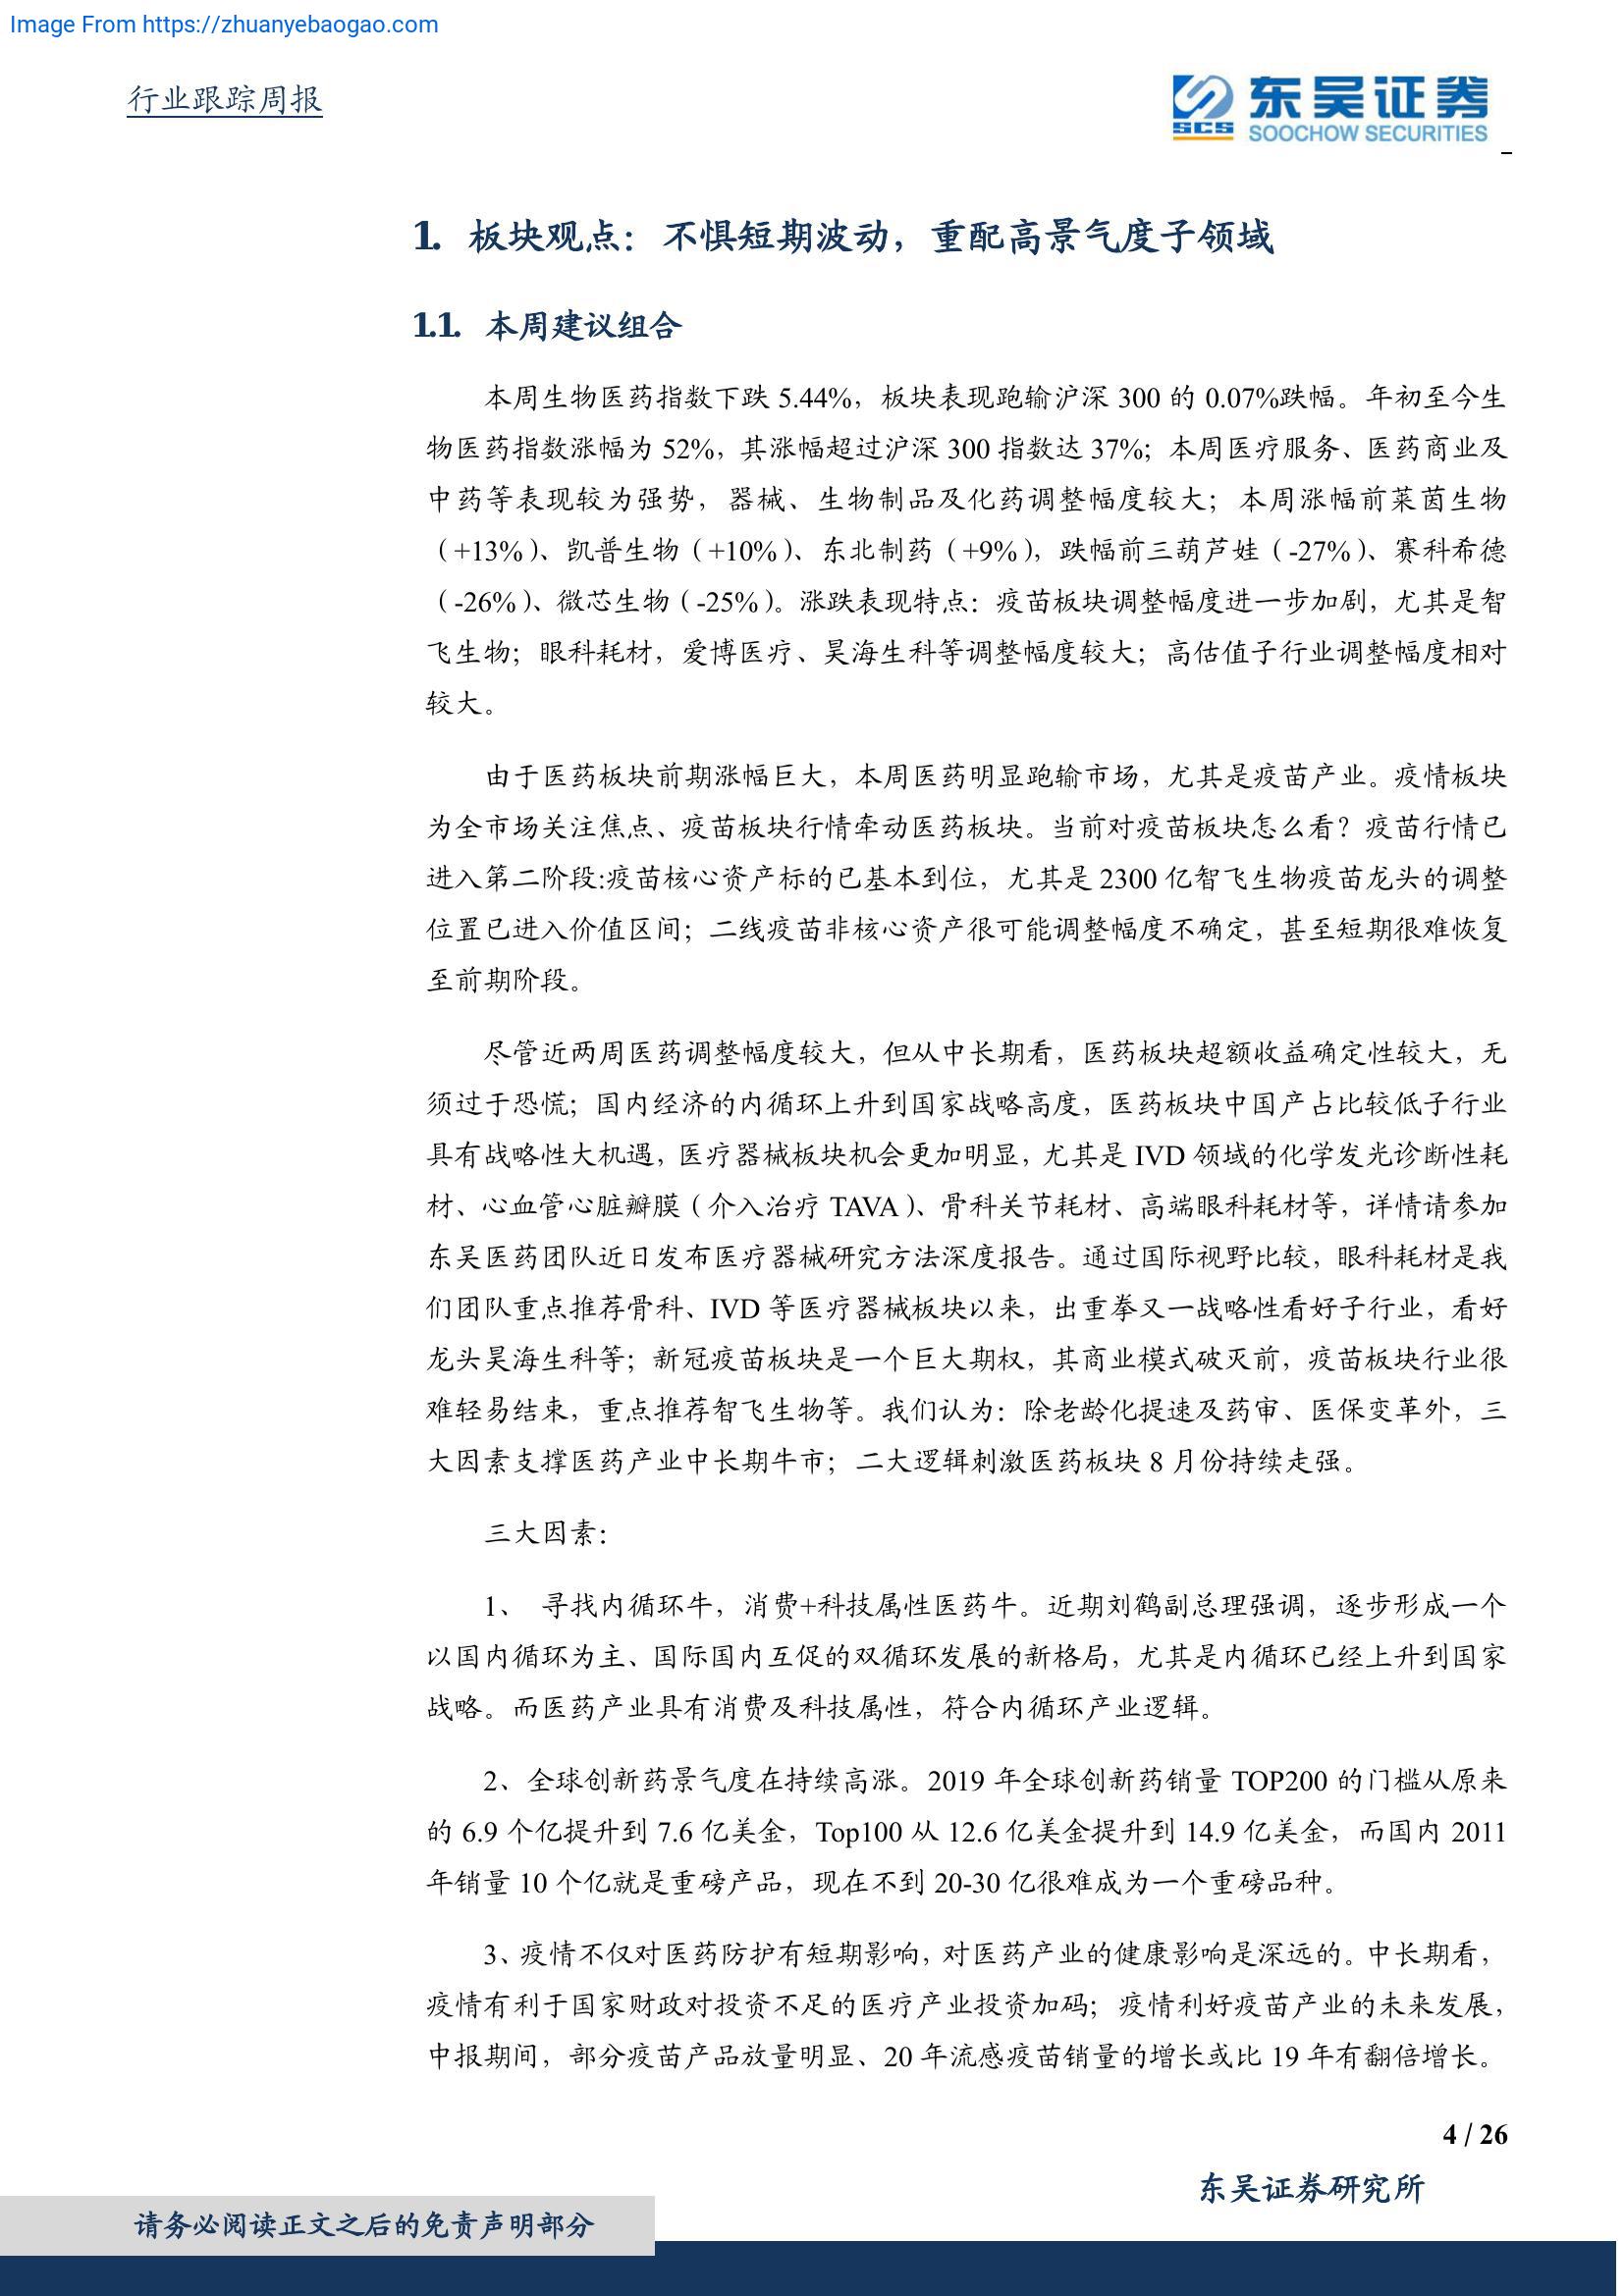 Image From https://zhuanyebaogao.com
行业跟踪周报
SCS 东吴证券
SOOCHOW SECURITIES
1. 板块观点：不惧短期波动，重配高景气度子领域
1.1. 本周建议组合
本周生物医药指数下跌 5.44%，板块表现跑输沪深 300 的 0.07%跌幅。年初至今生
物医药指数涨幅为 52%，其涨幅超过沪深 300 指数达 37%；本周医疗服务、医药商业及
中药等表现较为强势，器械、生物制品及化药调整幅度较大；本周涨幅前莱茵生物
（+13%）、凯普生物（+10%）、东北制药（+9%），跌幅前三葫芦娃（-27%）、赛科希德
（-26%）、微芯生物（-25%）。涨跌表现特点：疫苗板块调整幅度进一步加剧，尤其是智
飞生物；眼科耗材，爱博医疗、昊海生科等调整幅度较大；高估值子行业调整幅度相对
较大。
由于医药板块前期涨幅巨大，本周医药明显跑输市场，尤其是疫苗产业。疫情板块
为全市场关注焦点、疫苗板块行情牵动医药板块。当前对疫苗板块怎么看？疫苗行情已
进入第二阶段:疫苗核心资产标的已基本到位，尤其是 2300 亿智飞生物疫苗龙头的调整
位置已进入价值区间；二线疫苗非核心资产很可能调整幅度不确定，甚至短期很难恢复
至前期阶段。
尽管近两周医药调整幅度较大，但从中长期看，医药板块超额收益确定性较大，无
须过于恐慌；国内经济的内循环上升到国家战略高度，医药板块中国产占比较低子行业
具有战略性大机遇，医疗器械板块机会更加明显，尤其是 IVD 领域的化学发光诊断性耗
材、心血管心脏瓣膜（介入治疗 TAVA）、骨科关节耗材、高端眼科耗材等，详情请参加
东吴医药团队近日发布医疗器械研究方法深度报告。通过国际视野比较，眼科耗材是我
们团队重点推荐骨科、IVD 等医疗器械板块以来，出重拳又一战略性看好子行业，看好
龙头昊海生科等；新冠疫苗板块是一个巨大期权，其商业模式破灭前，疫苗板块行业很
难轻易结束，重点推荐智飞生物等。我们认为：除老龄化提速及药审、医保变革外，三
大因素支撑医药产业中长期牛市；二大逻辑刺激医药板块 8 月份持续走强。
三大因素：
1、 寻找内循环牛，消费+科技属性医药牛。近期刘鹤副总理强调，逐步形成一个
以国内循环为主、国际国内互促的双循环发展的新格局，尤其是内循环已经上升到国家
战略。而医药产业具有消费及科技属性，符合内循环产业逻辑。
2、全球创新药景气度在持续高涨。2019 年全球创新药销量 TOP200 的门槛从原来
的 6.9 个亿提升到 7.6 亿美金，Top100 从 12.6 亿美金提升到 14.9 亿美金，而国内 2011
年销量 10 个亿就是重磅产品，现在不到 20-30 亿很难成为一个重磅品种。
3、疫情不仅对医药防护有短期影响，对医药产业的健康影响是深远的。中长期看，
疫情有利于国家财政对投资不足的医疗产业投资加码；疫情利好疫苗产业的未来发展，
中报期间，部分疫苗产品放量明显、20 年流感疫苗销量的增长或比 19 年有翻倍增长。
4 / 26
东吴证券研究所
请务必阅读正文之后的免责声明部分